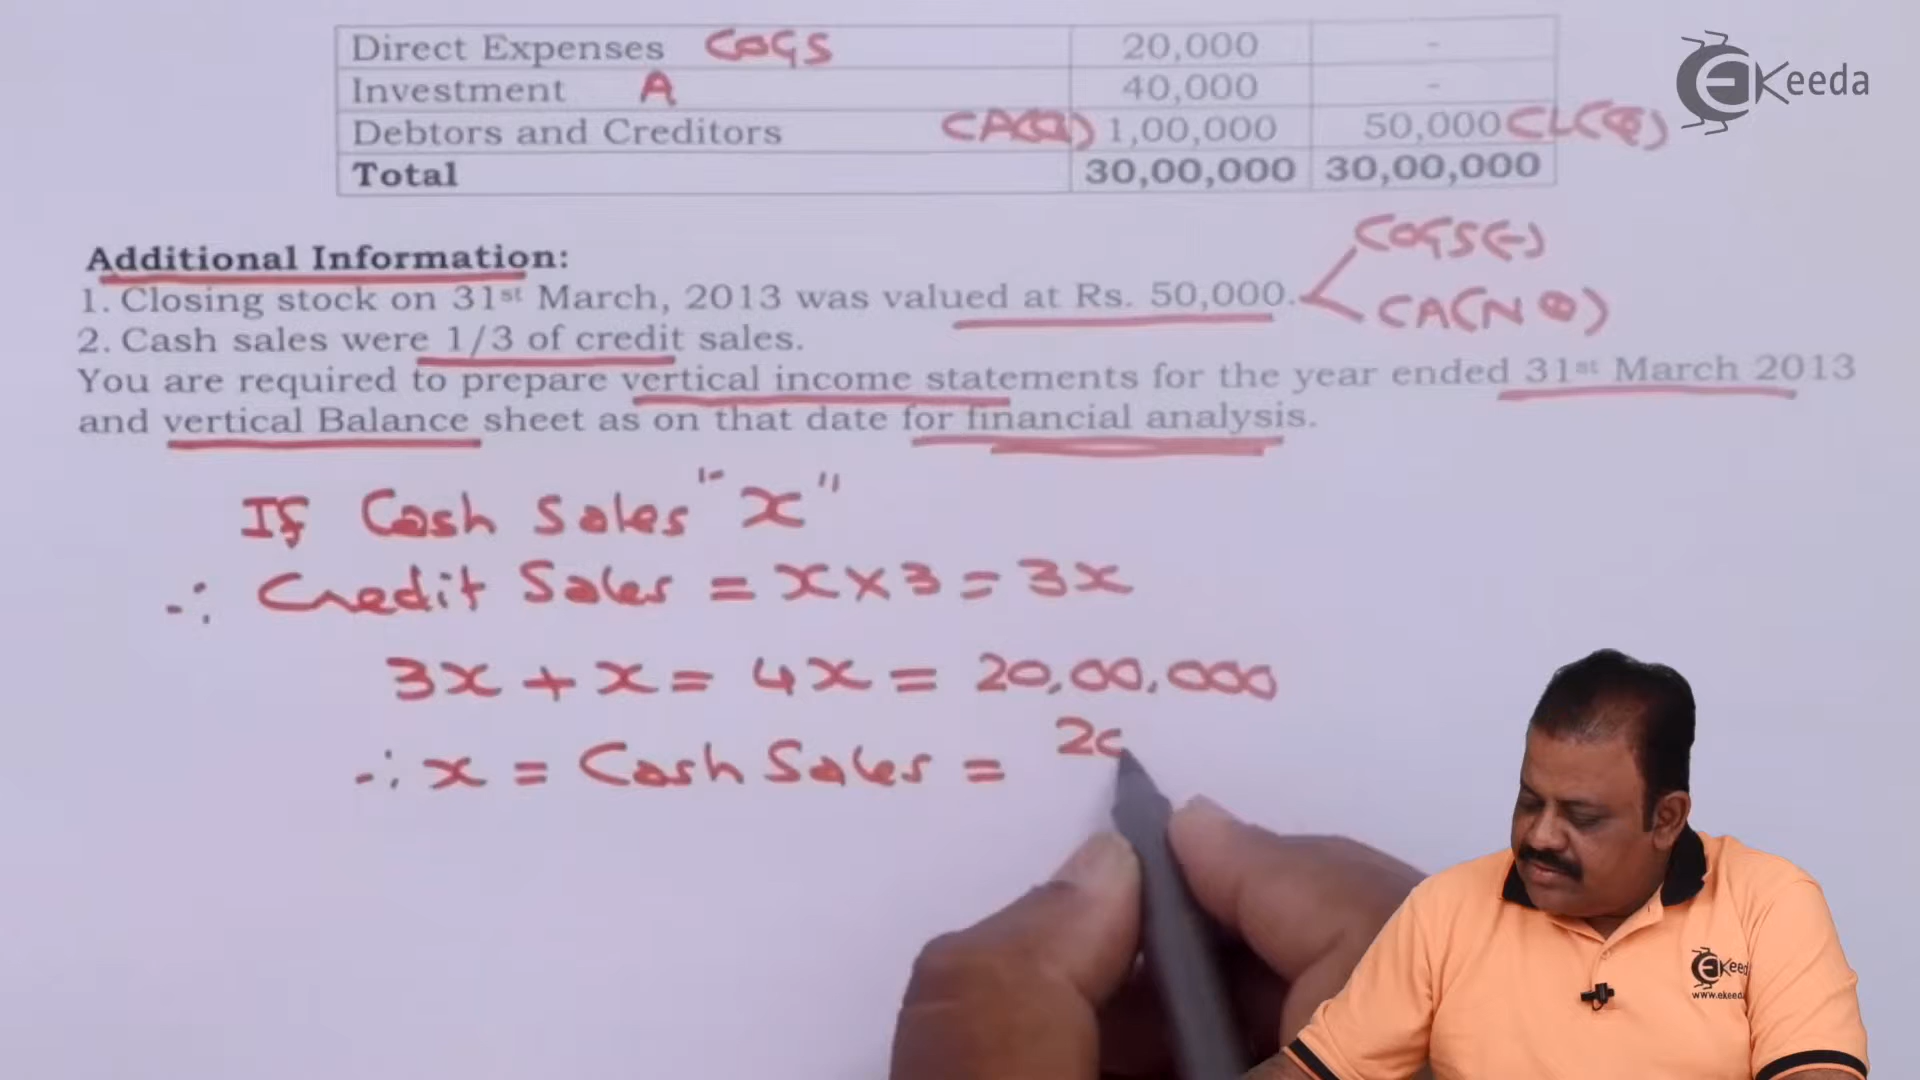 Direct Expenses COGS 20,000 -
Investment A 40,000 -
Debtors and Creditors CA(Q) 1,00,000 50,000 CL(Q)
Total 30,00,000 30,00,000
eKeeda
Additional Information:
1. Closing stock on 31st March, 2013 was valued at Rs. 50,000. COGS(-)
CA(NQ)
2. Cash sales were 1/3 of credit sales.
You are required to prepare vertical income statements for the year ended 31st March 2013
and vertical Balance sheet as on that date for financial analysis.
If Cash Sales "x"
∴ Credit Sales = x × 3 = 3x
3x + x = 4x = 20,00,000
∴ x = Cash Sales = 20